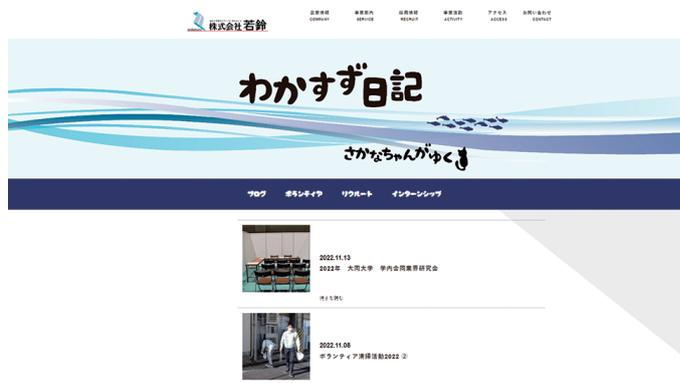 株式会社 若鈴
企業情報
COMPANY
事業案内
SERVICE
採用情報
RECRUIT
事業活動
ACTIVITY
アクセス
ACCESS
お問い合わせ
CONTACT
わかすず日記
さかなちゃんがゆく
ブログ
ボランティア
リクルート
インターンシップ
2022.11.13
2022年 大同大学 学内合同業界研究会
続きを読む
2022.11.08
ボランティア清掃活動2022 ②